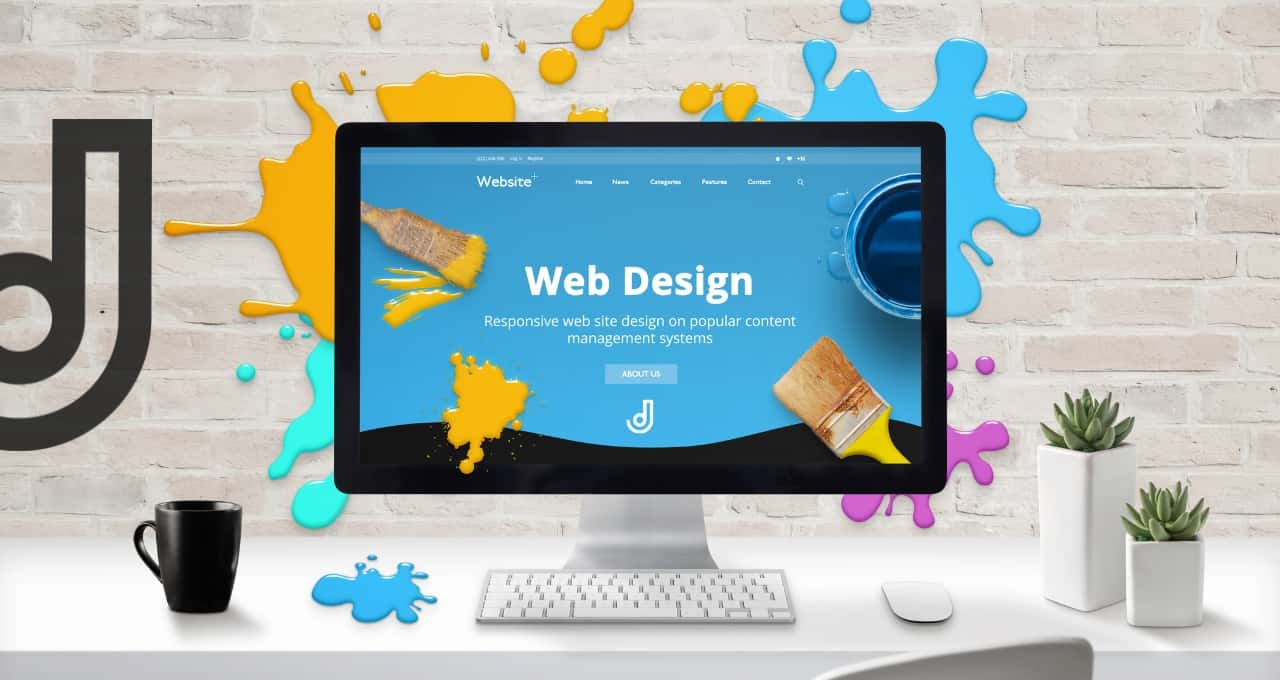 Log in Register
Website+
Home News Categories Features Contact
Web Design
Responsive web site design on popular content
management systems
ABOUT US